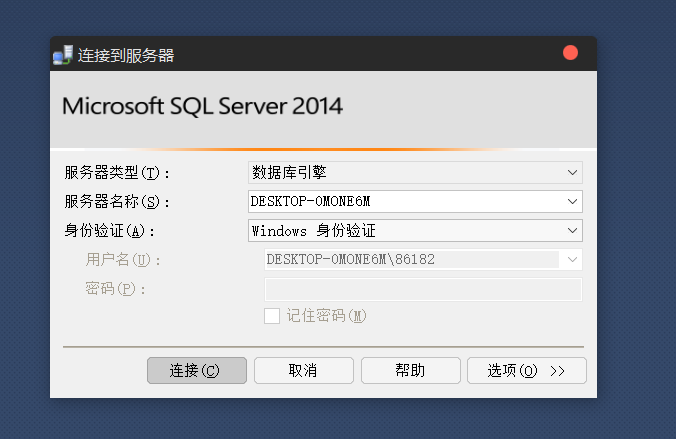 连接到服务器
Microsoft SQL Server 2014
服务器类型(T): 数据库引擎
服务器名称(S): DESKTOP-0MONE6M
身份验证(A): Windows 身份验证
用户名(U): DESKTOP-0MONE6M\86182
密码(P):
记住密码(M)
连接(C) 取消 帮助 选项(O) >>